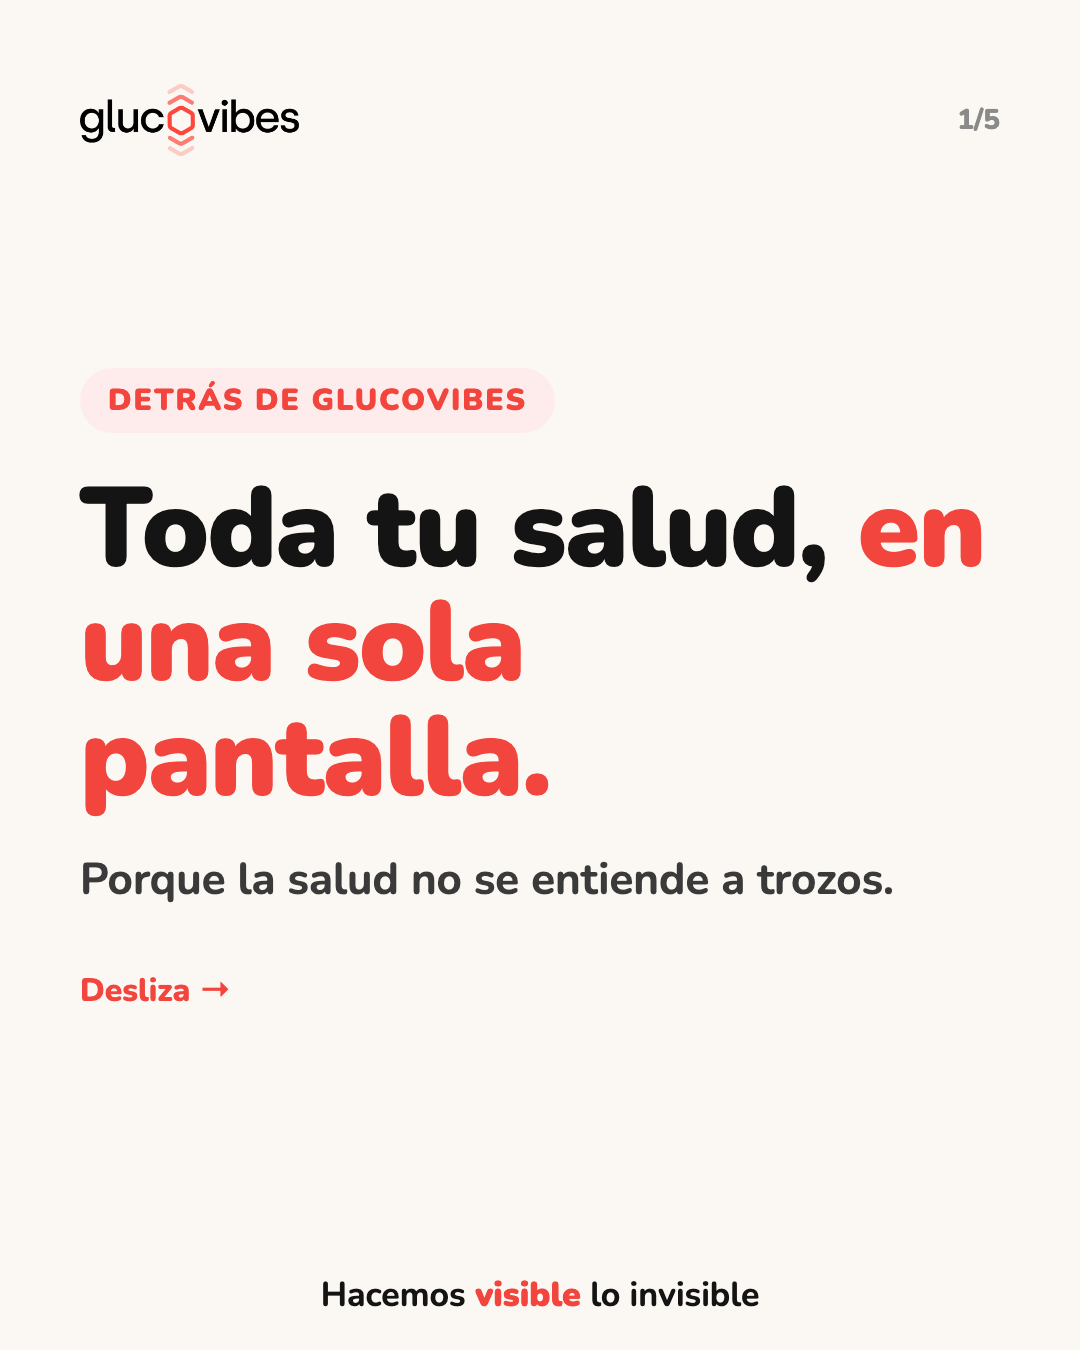 glucovibes
1/5
DETRÁS DE GLUCOVIBES
Toda tu salud, en
una sola
pantalla.
Porque la salud no se entiende a trozos.
Desliza →
Hacemos visible lo invisible